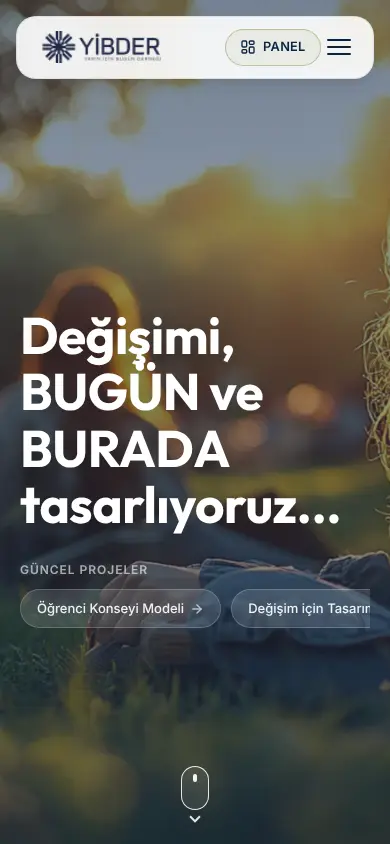 YİBDER
PANEL
Değişimi,
BUGÜN ve
BURADA
tasarlıyoruz...
GÜNCEL PROJELER
Öğrenci Konseyi Modeli →
Değişim için Tasarım